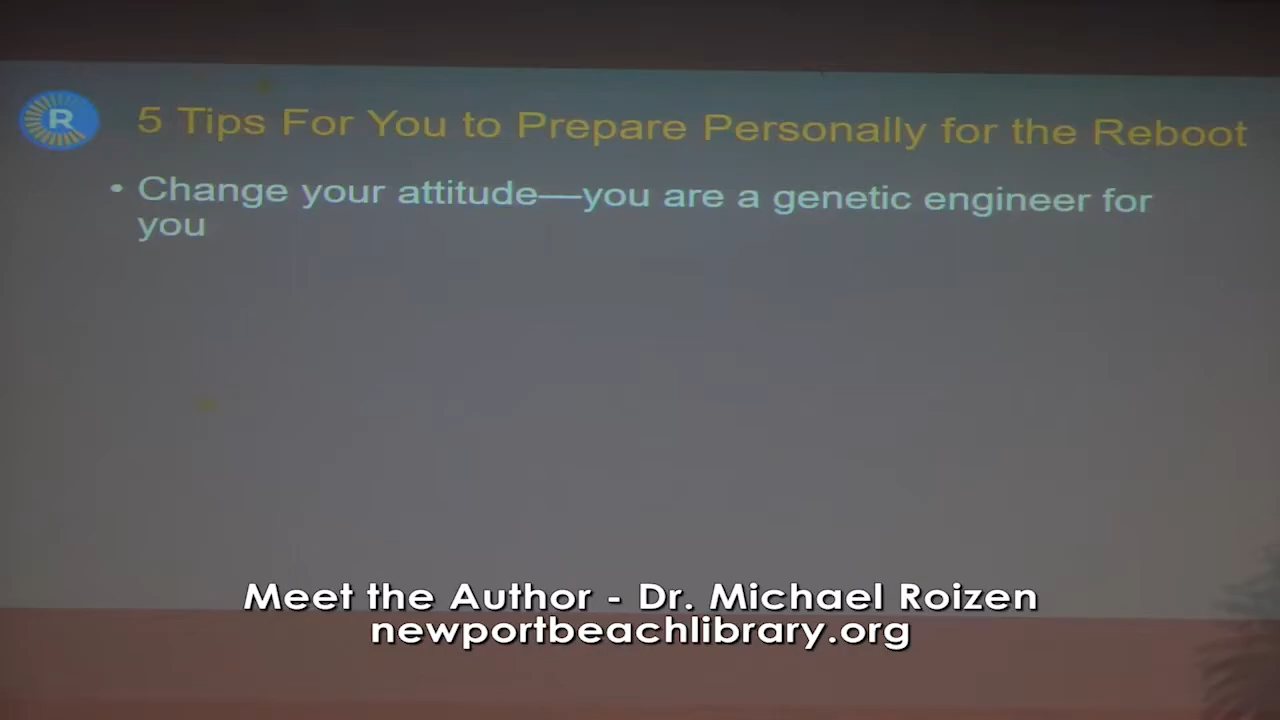 R
5 Tips For You to Prepare Personally for the Reboot
• Change your attitude—you are a genetic engineer for
you
Meet the Author - Dr. Michael Roizen
newportbeachlibrary.org